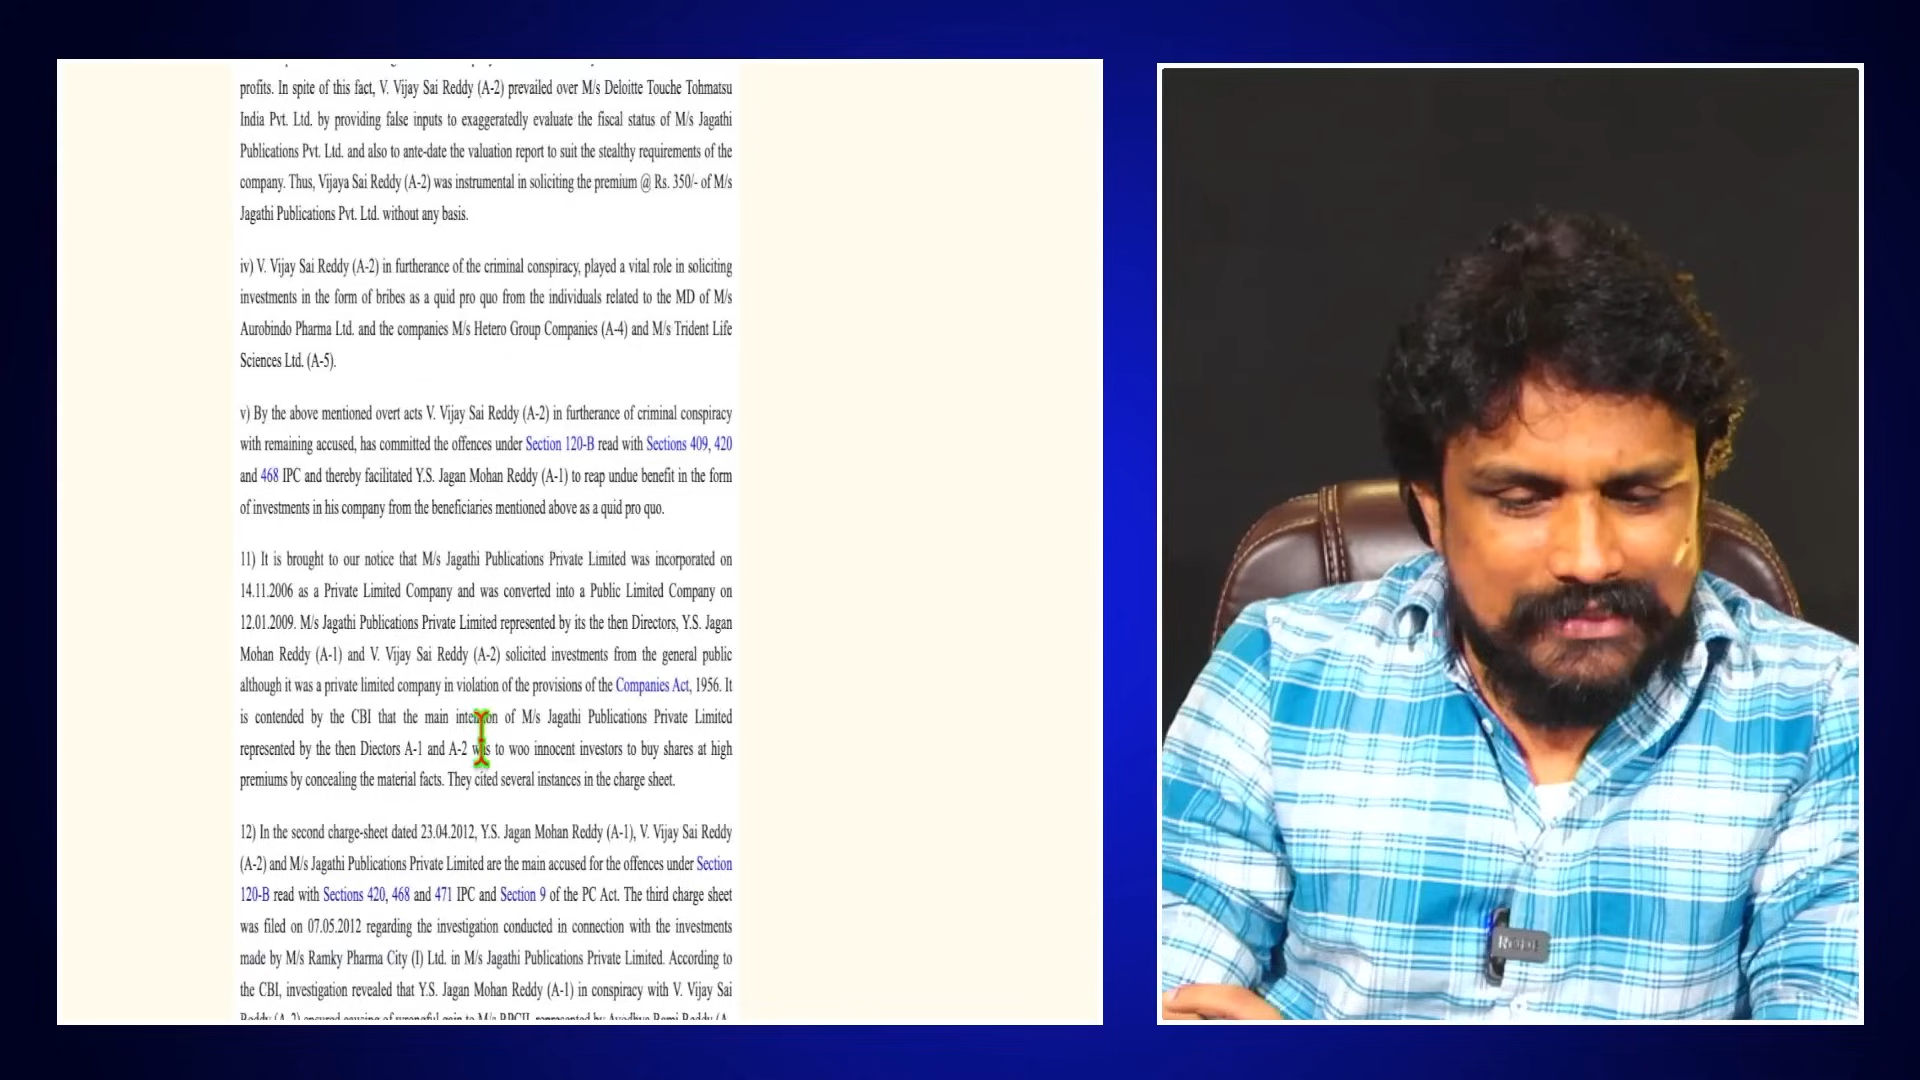 profits. In spite of this fact, V. Vijay Sai Reddy (A-2) prevailed over M/s Deloitte Touche Tohmatsu
India Pvt. Ltd. by providing false inputs to exaggeratedly evaluate the fiscal status of M/s Jagathi
Publications Pvt. Ltd. and also to ante-date the valuation report to suit the stealthy requirements of the
company. Thus, Vijaya Sai Reddy (A-2) was instrumental in soliciting the premium @ Rs. 350/- of M/s
Jagathi Publications Pvt. Ltd. without any basis.
iv) V. Vijay Sai Reddy (A-2) in furtherance of the criminal conspiracy, played a vital role in soliciting
investments in the form of bribes as a quid pro quo from the individuals related to the MD of M/s
Aurobindo Pharma Ltd. and the companies M/s Hetero Group Companies (A-4) and M/s Trident Life
Sciences Ltd. (A-5).
v) By the above mentioned overt acts V. Vijay Sai Reddy (A-2) in furtherance of criminal conspiracy
with remaining accused, has committed the offences under Section 120-B read with Sections 409, 420
and 468 IPC and thereby facilitated Y.S. Jagan Mohan Reddy (A-1) to reap undue benefit in the form
of investments in his company from the beneficiaries mentioned above as a quid pro quo.
11) It is brought to our notice that M/s Jagathi Publications Private Limited was incorporated on
14.11.2006 as a Private Limited Company and was converted into a Public Limited Company on
12.01.2009. M/s Jagathi Publications Private Limited represented by its the then Directors, Y.S. Jagan
Mohan Reddy (A-1) and V. Vijay Sai Reddy (A-2) solicited investments from the general public
although it was a private limited company in violation of the provisions of the Companies Act, 1956. It
is contended by the CBI that the main intention of M/s Jagathi Publications Private Limited
represented by the then Diectors A-1 and A-2 was to woo innocent investors to buy shares at high
premiums by concealing the material facts. They cited several instances in the charge sheet.
12) In the second charge-sheet dated 23.04.2012, Y.S. Jagan Mohan Reddy (A-1), V. Vijay Sai Reddy
(A-2) and M/s Jagathi Publications Private Limited are the main accused for the offences under Section
120-B read with Sections 420, 468 and 471 IPC and Section 9 of the PC Act. The third charge sheet
was filed on 07.05.2012 regarding the investigation conducted in connection with the investments
made by M/s Ramky Pharma City (I) Ltd. in M/s Jagathi Publications Private Limited. According to
the CBI, investigation revealed that Y.S. Jagan Mohan Reddy (A-1) in conspiracy with V. Vijay Sai
Reddy (A-2) ensured causing of wrongful gain to M/s RPCIL represented by Ayodhya Rami Reddy (A-